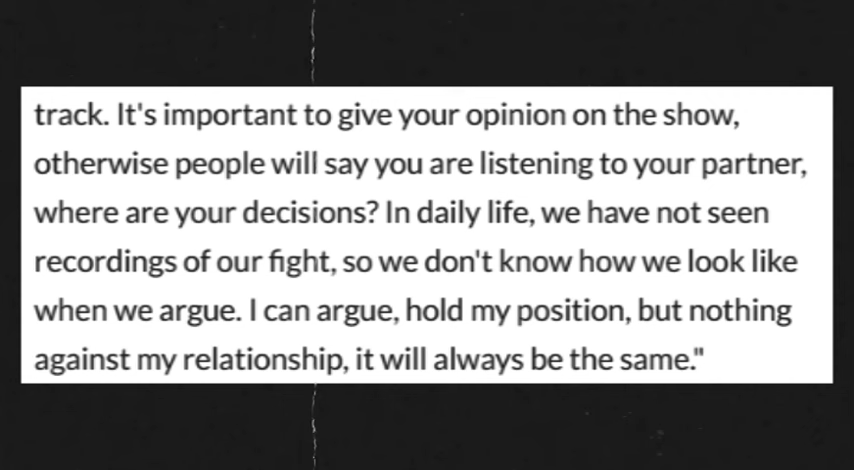 track. It's important to give your opinion on the show,
otherwise people will say you are listening to your partner,
where are your decisions? In daily life, we have not seen
recordings of our fight, so we don't know how we look like
when we argue. I can argue, hold my position, but nothing
against my relationship, it will always be the same."